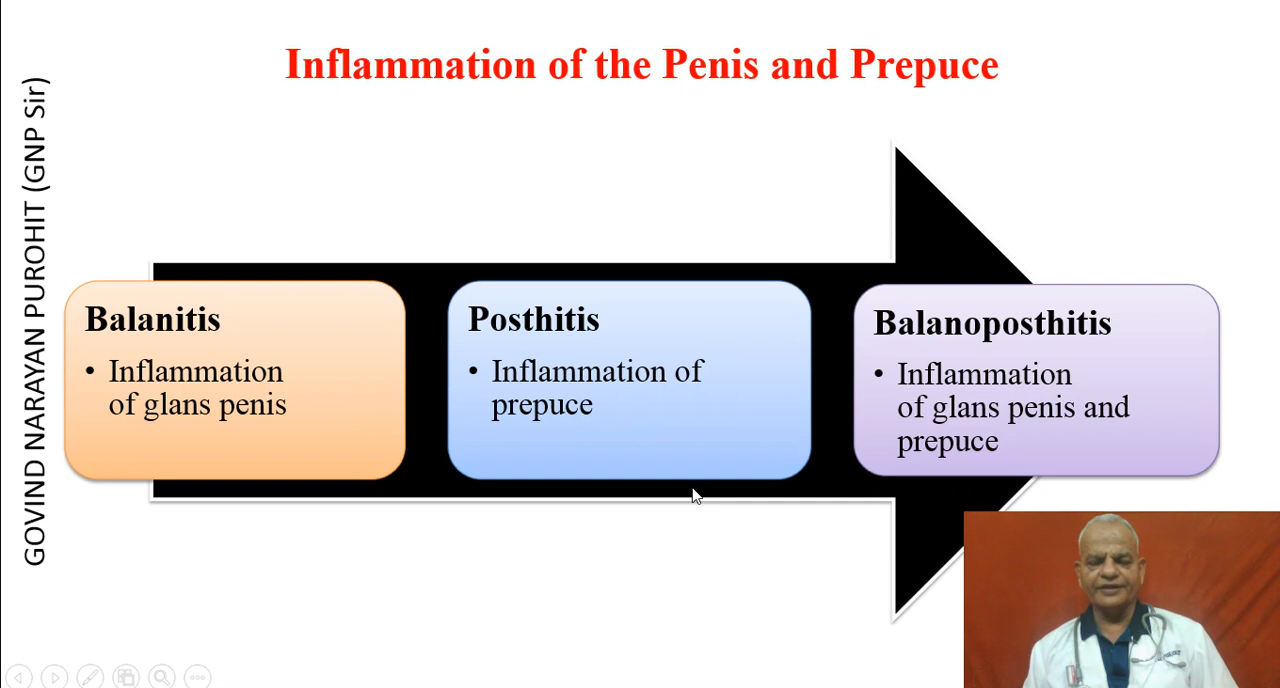 Inflammation of the Penis and Prepuce
GOVIND NARAYAN PUROHIT (GNP Sir)
Balanitis
• Inflammation
of glans penis
Posthitis
• Inflammation of
prepuce
Balanoposthitis
• Inflammation
of glans penis and
prepuce